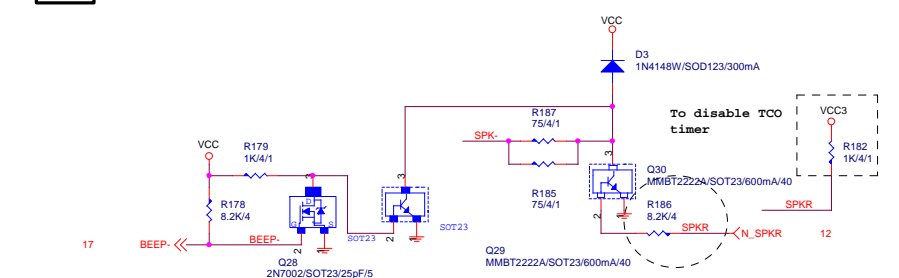 VCC
D3
1N4148W/SOD123/300mA
R187
75/4/1
To disable TCO
timer
VCC3
SPK-
R182
1K/4/1
VCC
R179
1K/4/1
3
3
3
Q30
MMBT2222A/SOT23/600mA/40
R185
75/4/1
R178
8.2K/4
D
G
S
R186
8.2K/4
SPKR
1
2
SPKR
N_SPKR
12
17
BEEP-
BEEP-
2
1
SOT23
2
1
SOT23
Q28
2N7002/SOT23/25pF/5
Q29
MMBT2222A/SOT23/600mA/40